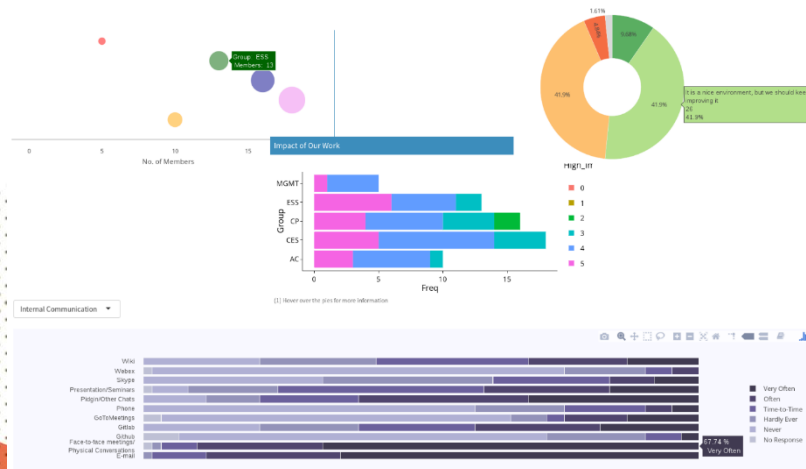 1.61%
4.84%
9.68%
Group: ESS
Members: 13
41.9%
41.9%
It is a nice environment, but we should kee
improving it
26
41.9%
0
5
10
15
No. of Members
Impact of Our Work
High_Im
MGMT
ESS
CP
CES
AC
Group
0
5
10
15
Freq
0
1
2
3
4
5
[1] Hover over the pies for more information
Internal Communication
Wiki
Webex
Skype
Presentation/Seminars
Pidgin/Other Chats
Phone
GoToMeetings
Gitlab
Github
Face-to-face meetings/
Physical Conversations
E-mail
67.74 %
Very Often
Very Often
Often
Time-to-Time
Hardly Ever
Never
No Response